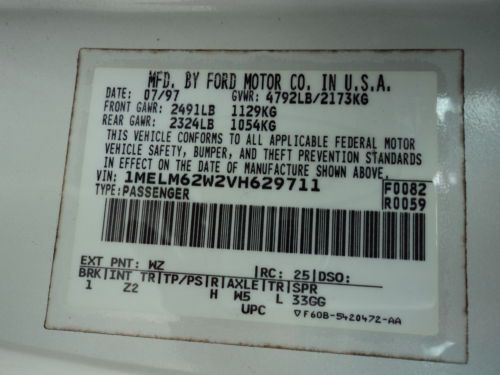 MFD. BY FORD MOTOR CO. IN U.S.A.
DATE: 07/97 GVWR: 4792LB/2173KG
FRONT GAWR: 2491LB 1129KG
REAR GAWR: 2324LB 1054KG
THIS VEHICLE CONFORMS TO ALL APPLICABLE FEDERAL MOTOR
VEHICLE SAFETY, BUMPER, AND THEFT PREVENTION STANDARDS
IN EFFECT ON THE DATE OF MANUFACTURE SHOWN ABOVE.
VIN: 1MELM62W2VH629711 F0082
TYPE: PASSENGER R0059
EXT PNT: WZ RC: 25 DSO:
BRK INT TR TP/PS R AXLE TR SPR
1 Z2 H W5 L 33GG
UPC ▽F60B-5420472-AA